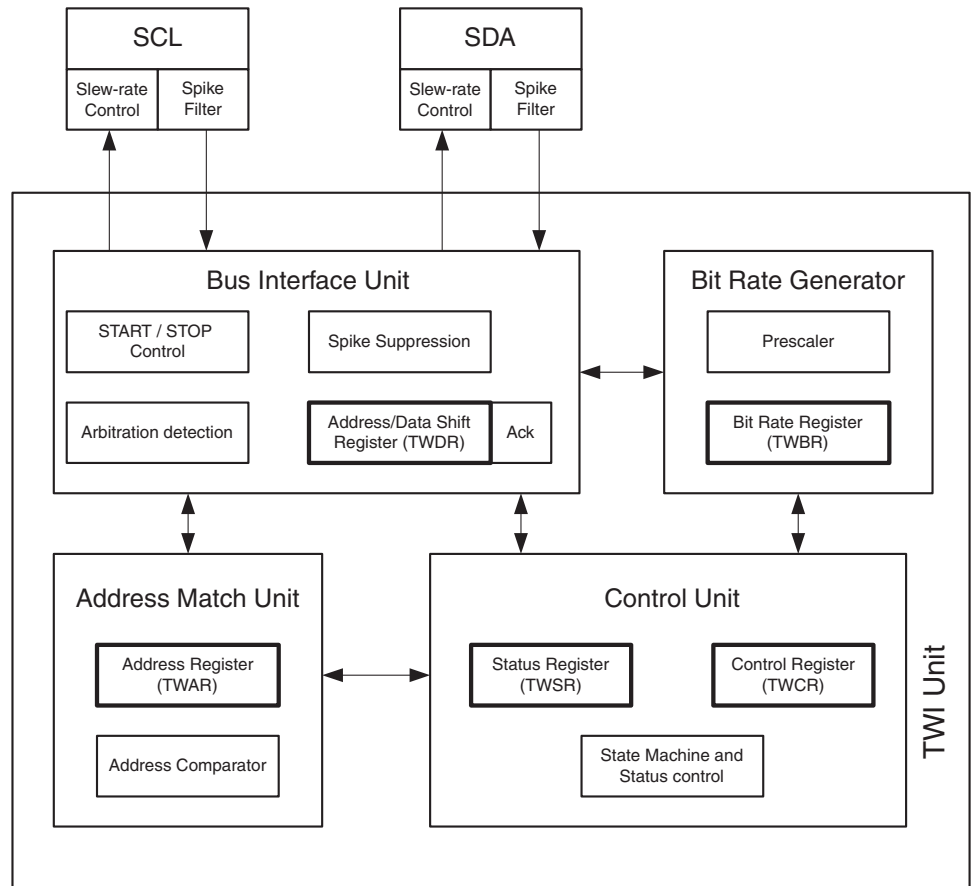 SCL
Slew-rate
Control
Spike
Filter
SDA
Slew-rate
Control
Spike
Filter
Bus Interface Unit
START / STOP
Control
Spike Suppression
Arbitration detection
Address/Data Shift
Register (TWDR)
Ack
Bit Rate Generator
Prescaler
Bit Rate Register
(TWBR)
Address Match Unit
Address Register
(TWAR)
Address Comparator
Control Unit
Status Register
(TWSR)
Control Register
(TWCR)
State Machine and
Status control
TWI Unit